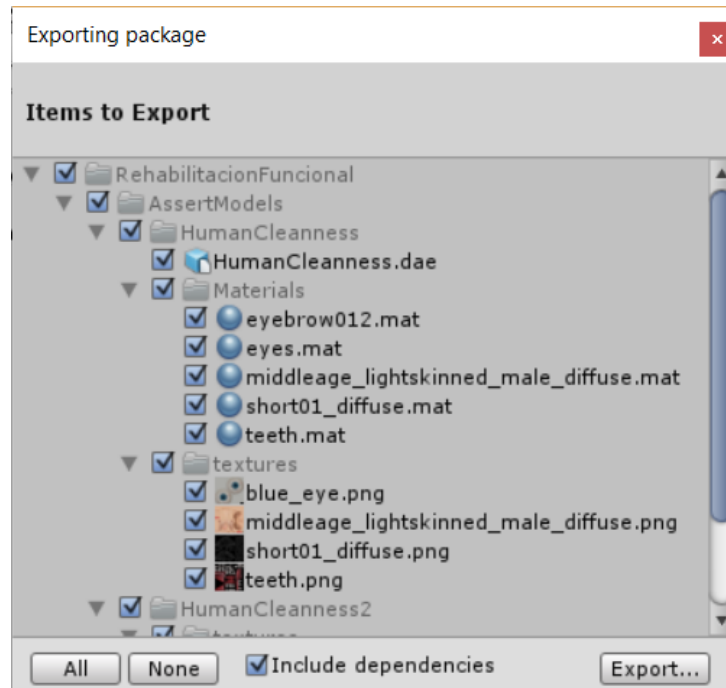 Exporting package
Items to Export
RehabilitacionFuncional
AssertModels
HumanCleanness
HumanCleanness.dae
Materials
eyebrow012.mat
eyes.mat
middleage_lightskinned_male_diffuse.mat
short01_diffuse.mat
teeth.mat
textures
blue_eye.png
middleage_lightskinned_male_diffuse.png
short01_diffuse.png
teeth.png
HumanCleanness2
All None Include dependencies Export...